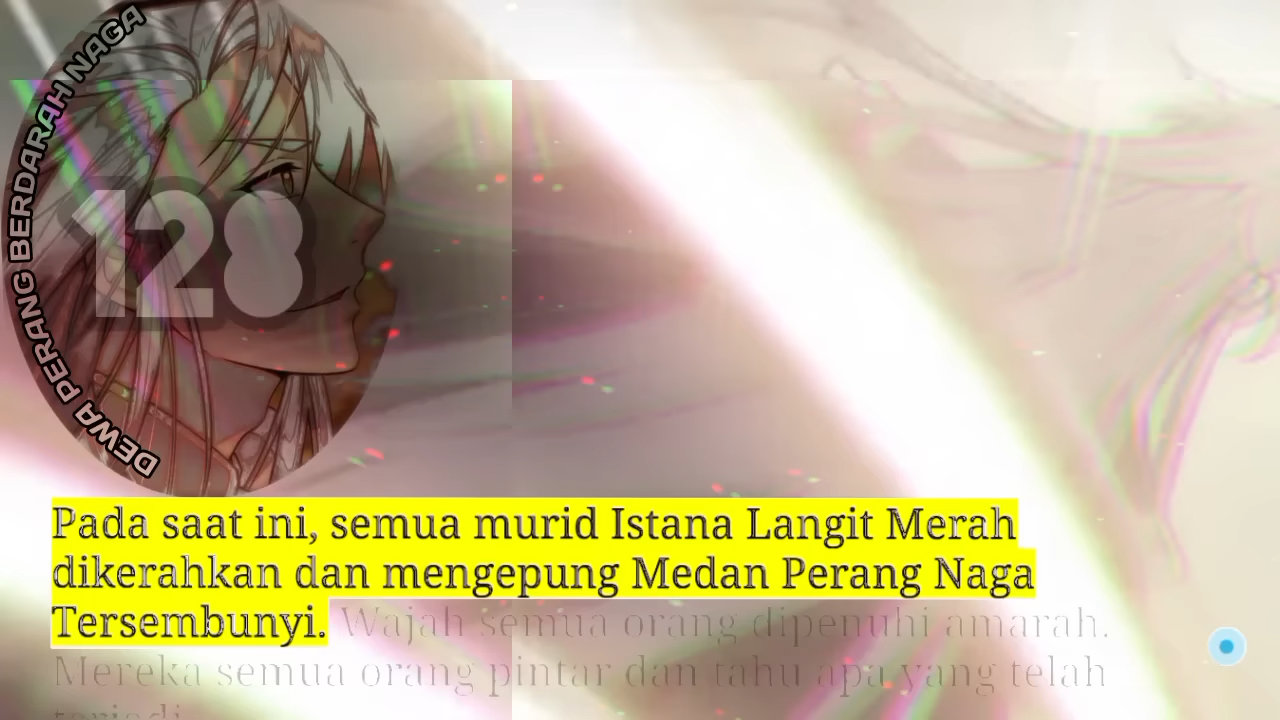 DEWA PERANG BERDARAH NAGA
128
Pada saat ini, semua murid Istana Langit Merah
dikerahkan dan mengepung Medan Perang Naga
Tersembunyi. Wajah semua orang dipenuhi amarah.
Mereka semua orang pintar dan tahu apa yang telah
terjadi